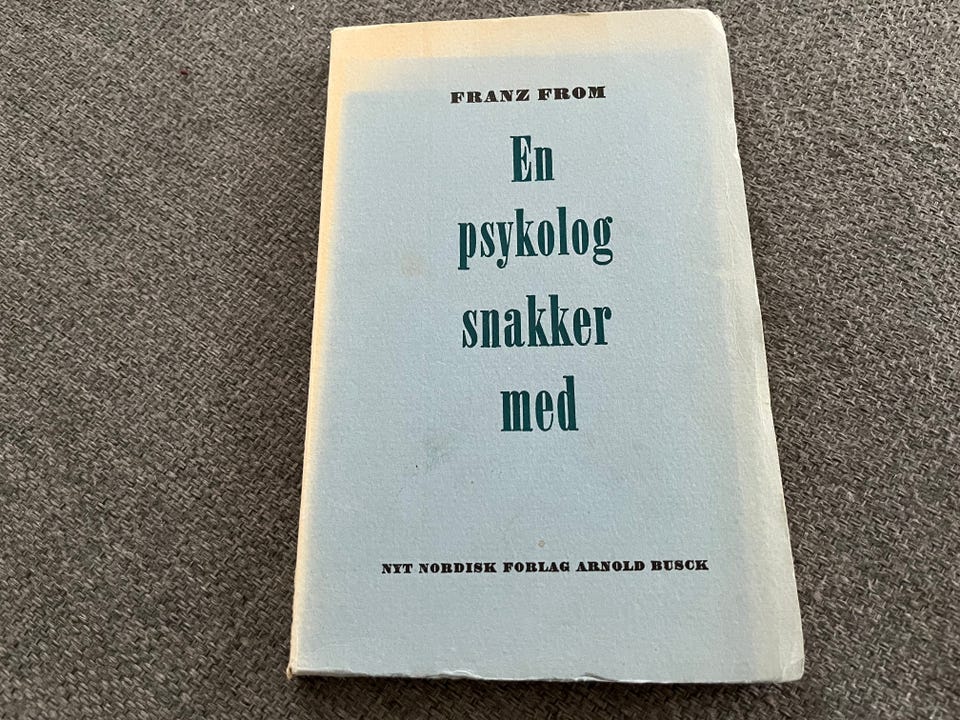 FRANZ FROM
En
psykolog
snakker
med
NYT NORDISK FORLAG ARNOLD BUSCK